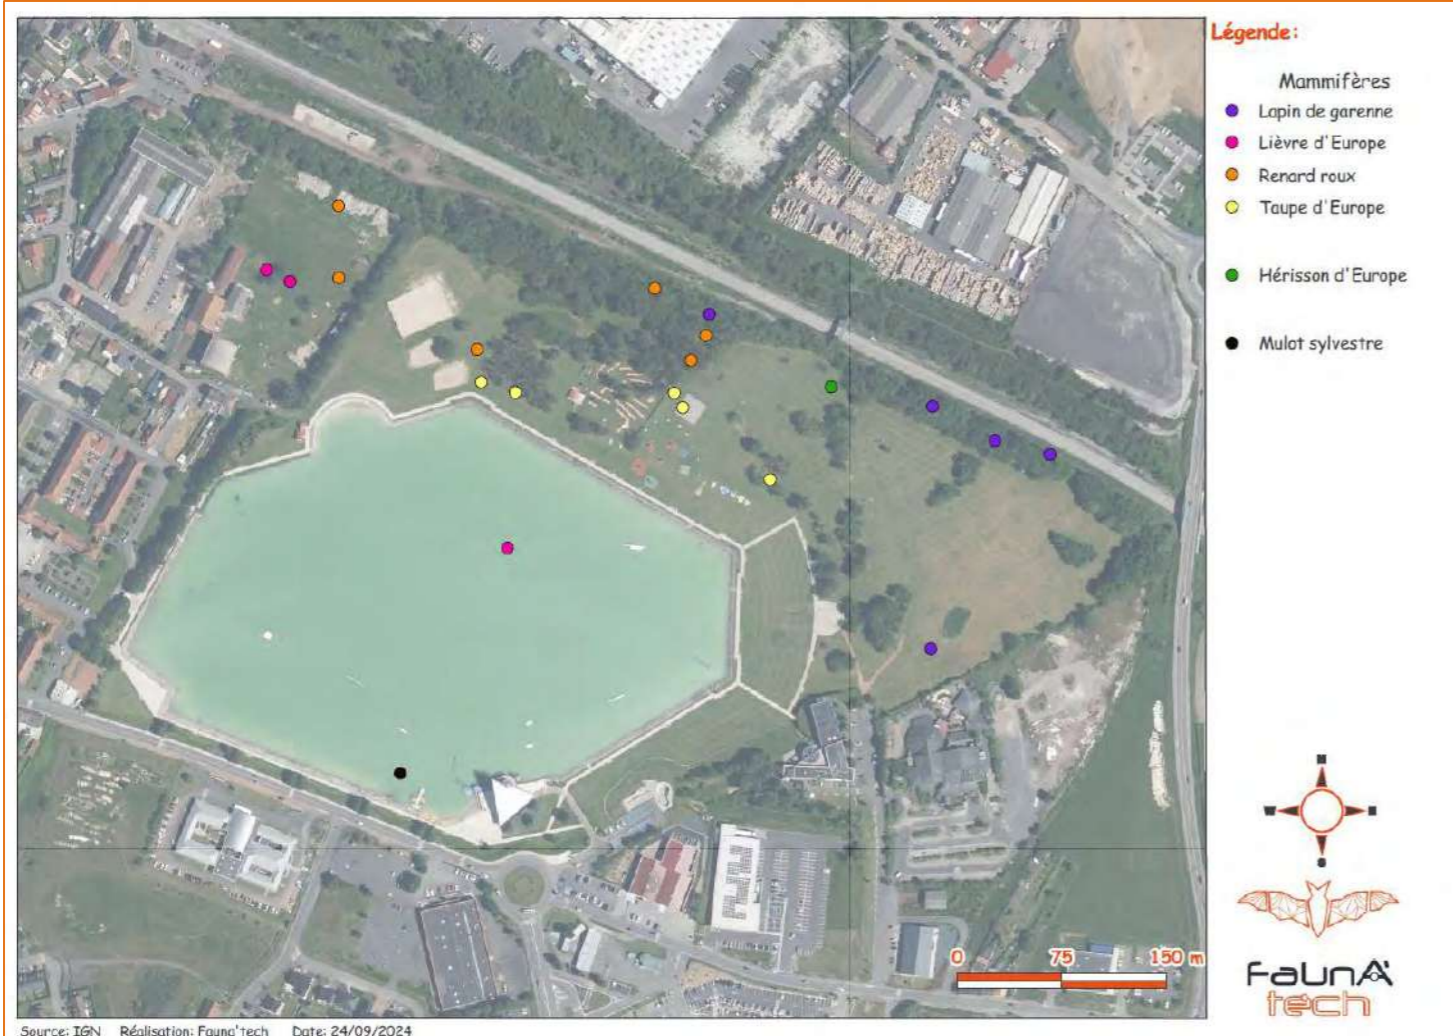 Légende:
Mammifères
Lapin de garenne
Lièvre d'Europe
Renard roux
Taupe d'Europe
Hérisson d'Europe
Mulot sylvestre
N
W E
S
FaunA'
tech
0 75 150 m
Source: IGN Réalisation: Fauna'tech Date: 24/09/2024